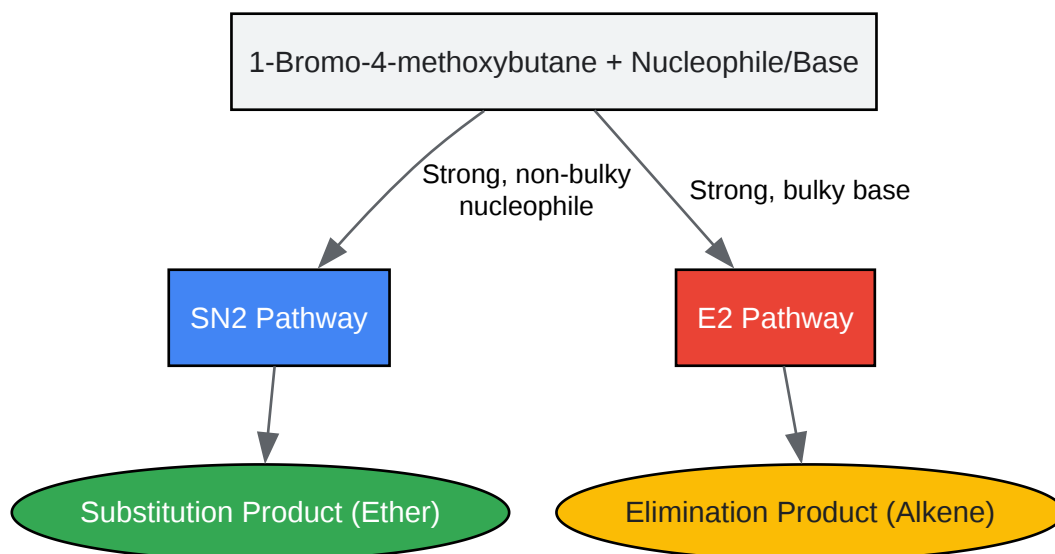 1-Bromo-4-methoxybutane + Nucleophile/Base
Strong, non-bulky
nucleophile
Strong, bulky base
SN2 Pathway
E2 Pathway
Substitution Product (Ether)
Elimination Product (Alkene)